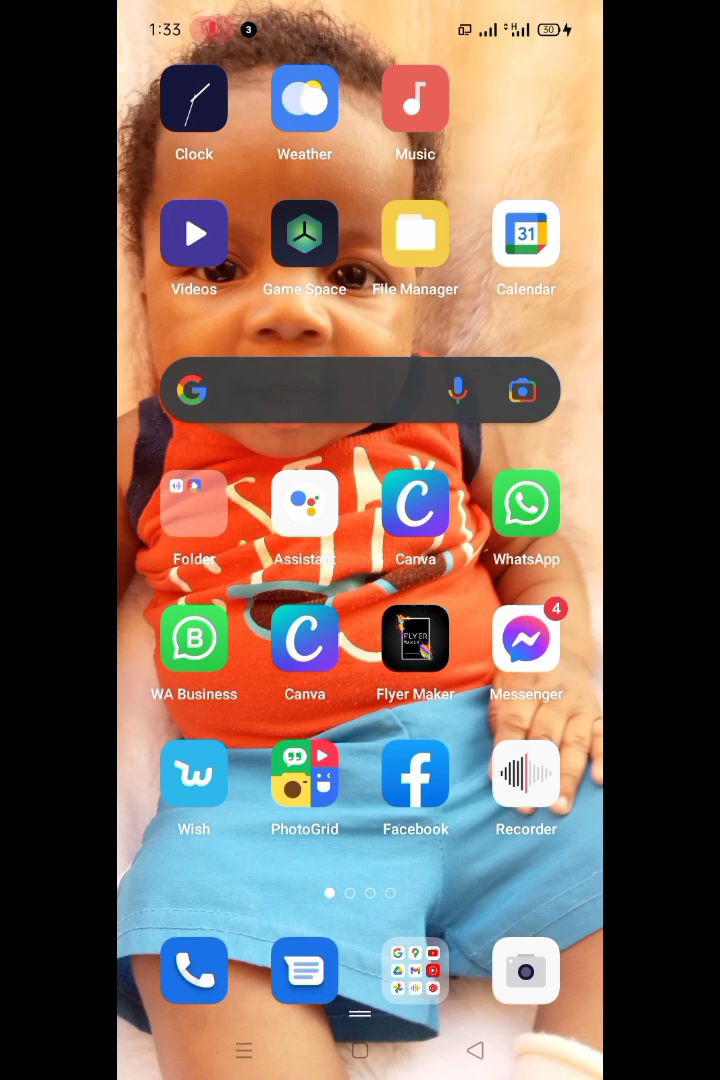 1:33 3 H 30
Clock Weather Music
31
Videos Game Space File Manager Calendar
Folder Assistant Canva WhatsApp
B FLYER 4
WA Business Canva Flyer Maker Messenger
Wish PhotoGrid Facebook Recorder